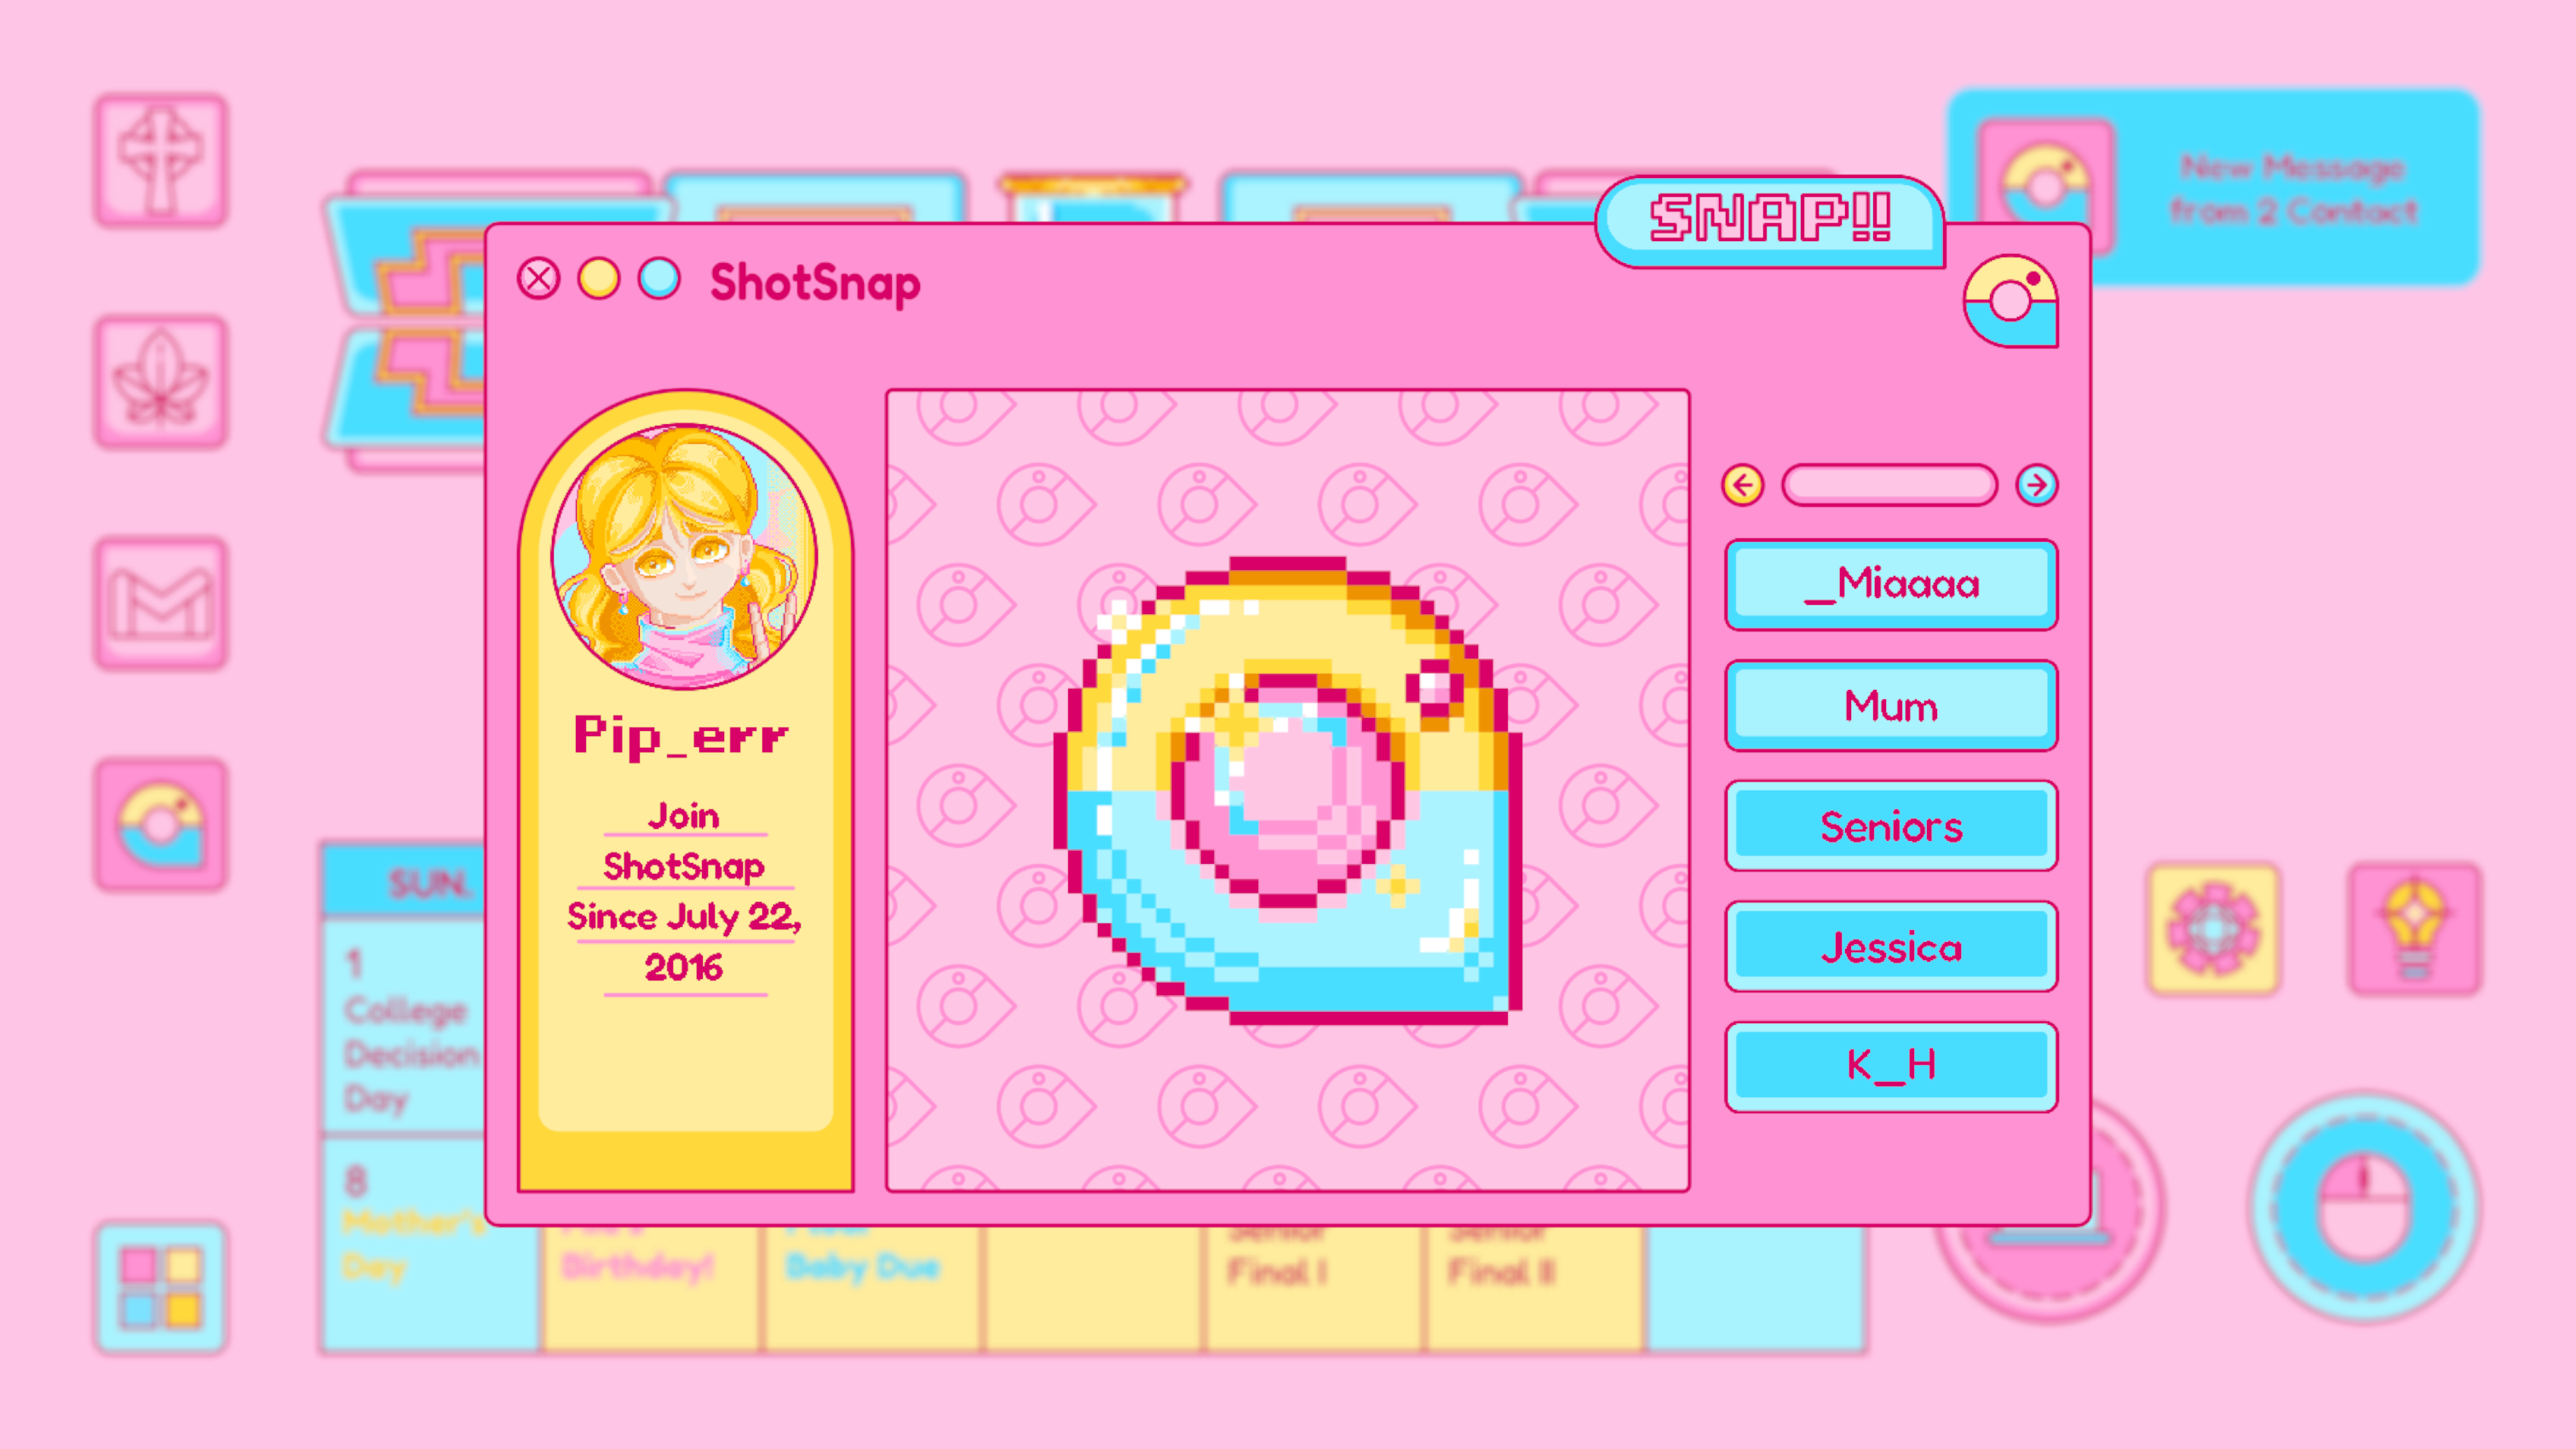 New Message
from 2 Contact
SNAP!!
ShotSnap
Pip_err
Join
ShotSnap
Since July 22,
2016
_Miaaaa
Mum
Seniors
Jessica
K_H
SUN.
1
College
Decision
Day
8
Mother's
Day
Birthday!
Baby Due
Senior
Final I
Senior
Final II